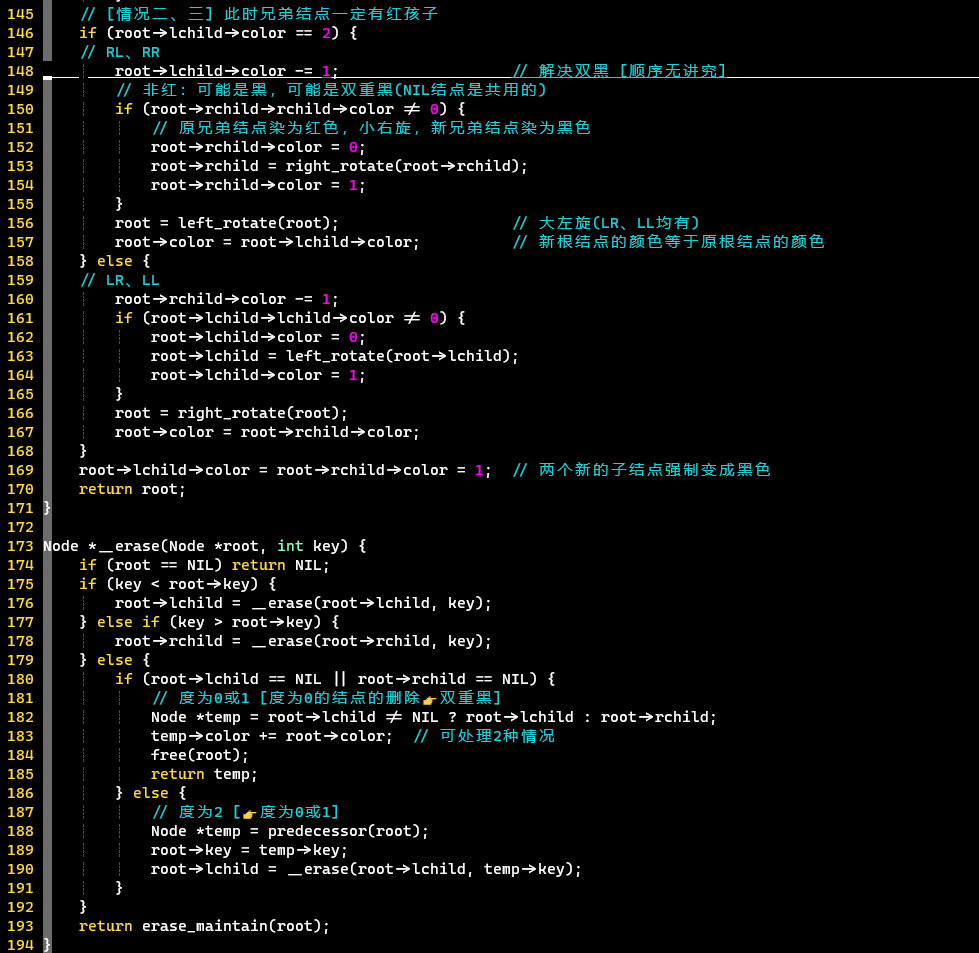 145     // [情况二、三] 此时兄弟结点一定有红孩子
146     if (root->lchild->color == 2) {
147     // RL、RR
148         root->lchild->color -= 1;                   // 解决双黑 [顺序无讲究]
149         // 非红: 可能是黑, 可能是双重黑(NIL结点是共用的)
150         if (root->rchild->rchild->color != 0) {
151             // 原兄弟结点染为红色, 小右旋, 新兄弟结点染为黑色
152             root->rchild->color = 0;
153             root->rchild = right_rotate(root->rchild);
154             root->rchild->color = 1;
155         }
156         root = left_rotate(root);                   // 大左旋(LR、LL均有)
157         root->color = root->lchild->color;          // 新根结点的颜色等于原根结点的颜色
158     } else {
159     // LR、LL
160         root->rchild->color -= 1;
161         if (root->lchild->lchild->color != 0) {
162             root->lchild->color = 0;
163             root->lchild = left_rotate(root->lchild);
164             root->lchild->color = 1;
165         }
166         root = right_rotate(root);
167         root->color = root->rchild->color;
168     }
169     root->lchild->color = root->rchild->color = 1;  // 两个新的子结点强制变成黑色
170     return root;
171 }
172
173 Node *__erase(Node *root, int key) {
174     if (root == NIL) return NIL;
175     if (key < root->key) {
176         root->lchild = __erase(root->lchild, key);
177     } else if (key > root->key) {
178         root->rchild = __erase(root->rchild, key);
179     } else {
180         if (root->lchild == NIL || root->rchild == NIL) {
181             // 度为0或1 [度为0的结点的删除👉双重黑]
182             Node *temp = root->lchild != NIL ? root->lchild : root->rchild;
183             temp->color += root->color;  // 可处理2种情况
184             free(root);
185             return temp;
186         } else {
187             // 度为2 [👉度为0或1]
188             Node *temp = predecessor(root);
189             root->key = temp->key;
190             root->lchild = __erase(root->lchild, temp->key);
191         }
192     }
193     return erase_maintain(root);
194 }